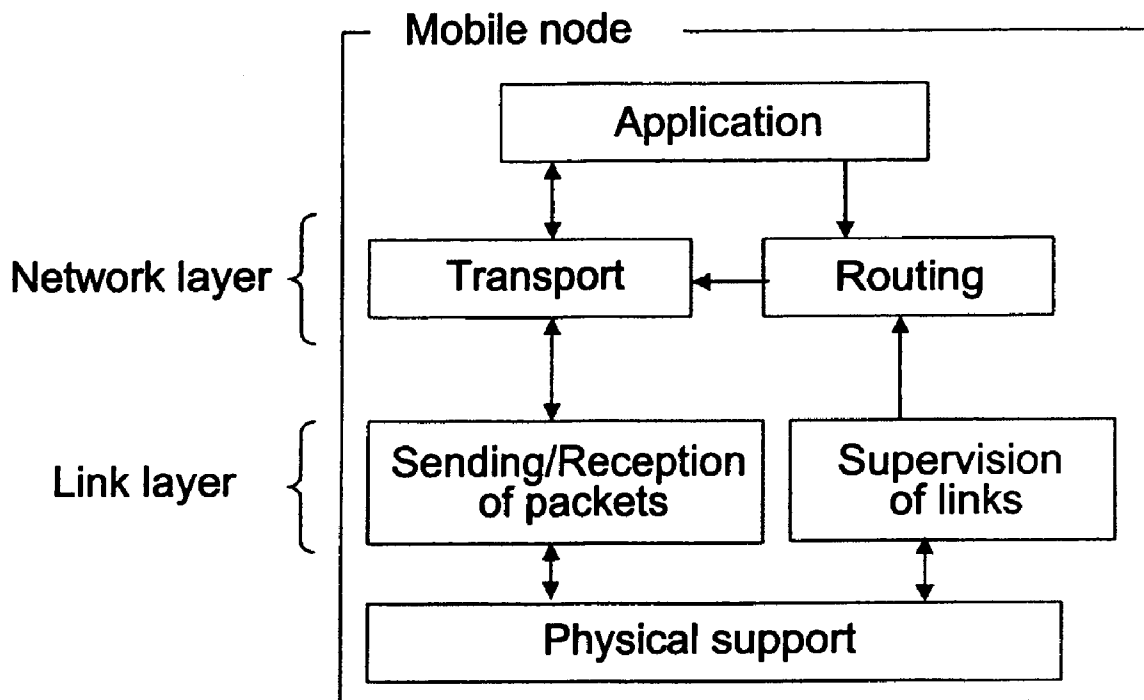 Mobile node
Application
Network layer
Transport
Routing
Link layer
Sending/Reception
of packets
Supervision
of links
Physical support